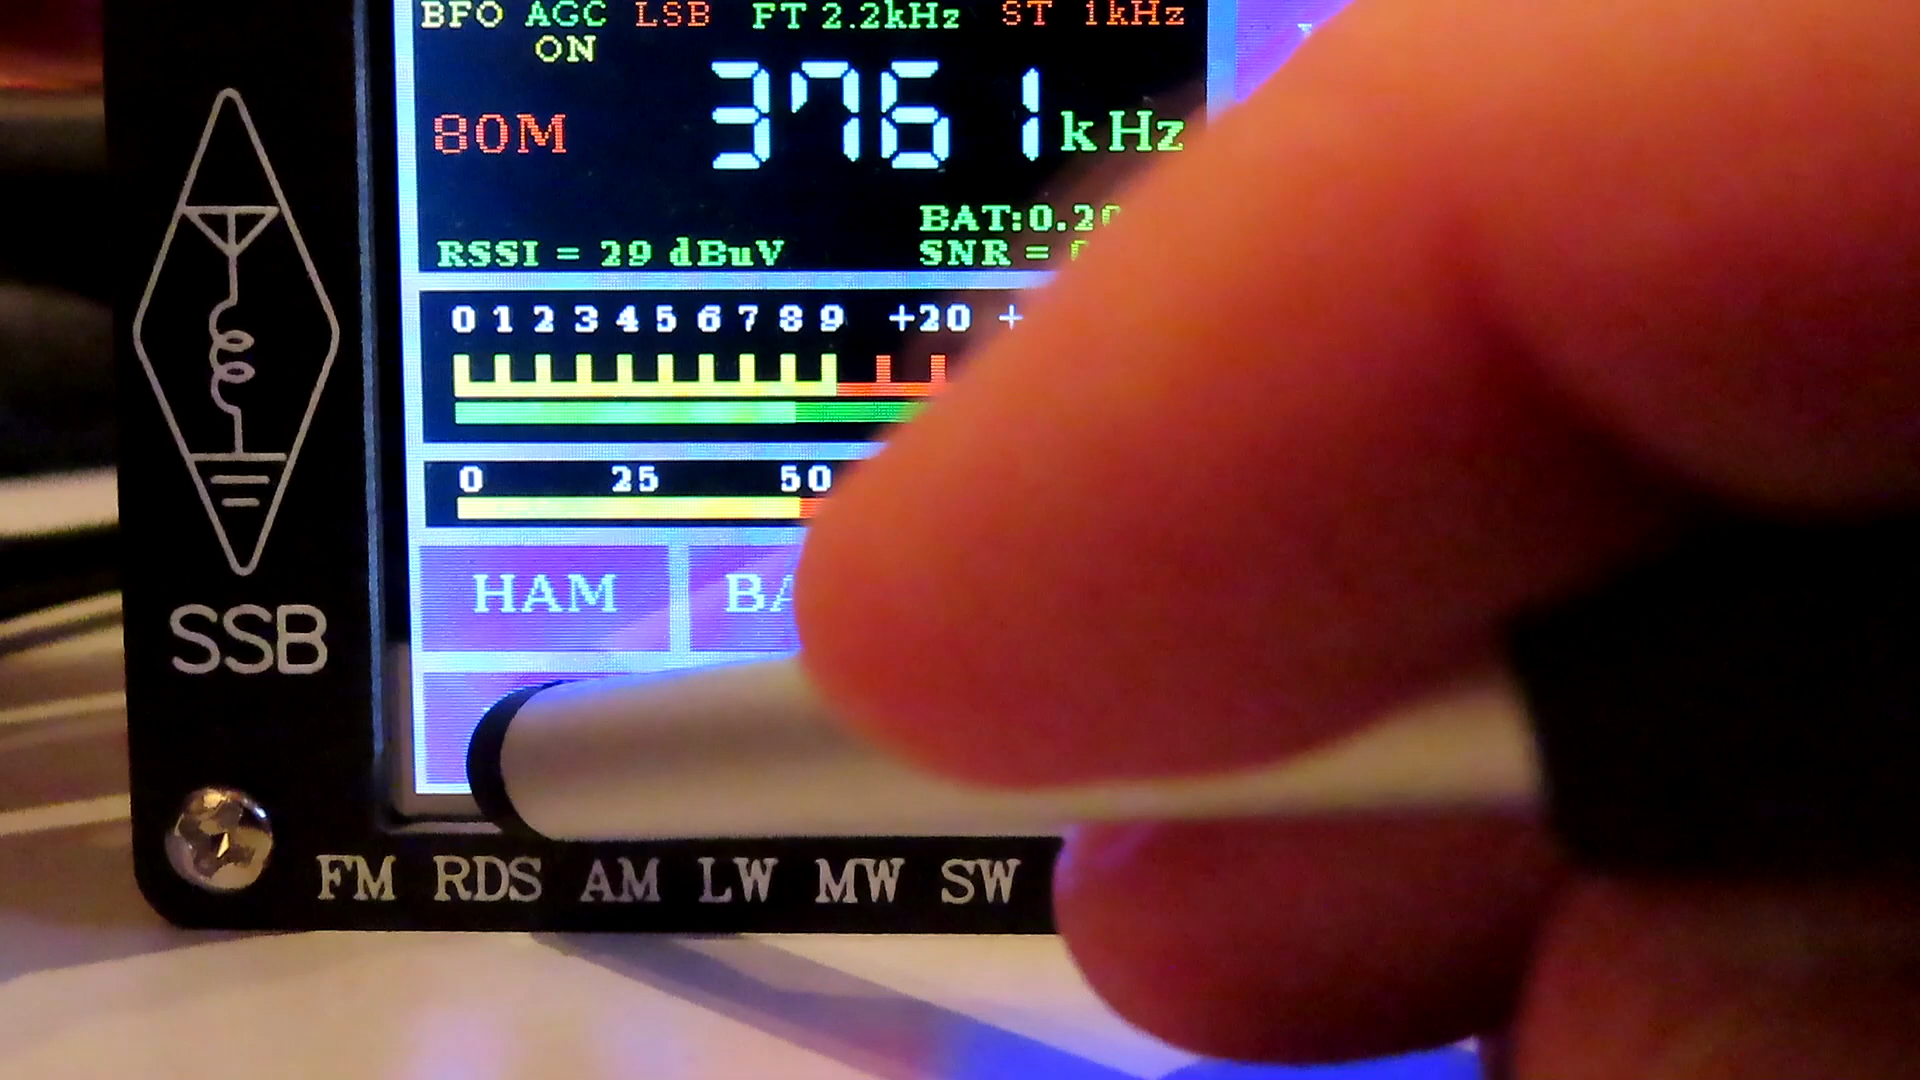 BFO AGC LSB FT 2.2kHz ST 1kHz
ON
80M 3761 kHz
BAT:0.2
RSSI = 29 dBuV SNR =
0 1 2 3 4 5 6 7 8 9 +20 +
0 25 50
HAM
SSB
FM RDS AM LW MW SW